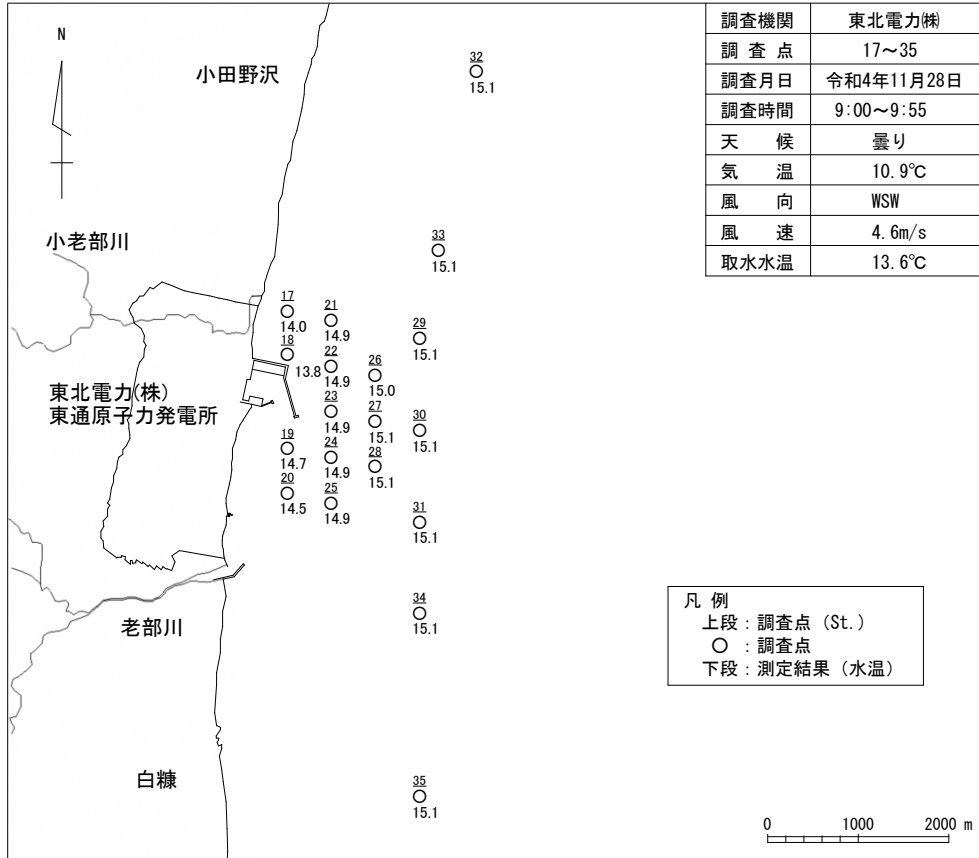 調査機関 東北電力㈱
調査点 17～35
調査月日 令和4年11月28日
調査時間 9:00～9:55
天候 曇り
気温 10.9℃
風向 WSW
風速 4.6m/s
取水水温 13.6℃
N
小田野沢
32
15.1
小老部川
33
15.1
17
14.0
21
14.9
29
15.1
18
13.8
22
14.9
26
15.0
東北電力(株)
東通原子力発電所
23
14.9
27
15.1
30
15.1
19
14.7
24
14.9
28
15.1
20
14.5
25
14.9
31
15.1
34
15.1
老部川
凡例
上段：調査点（St.）
○：調査点
下段：測定結果（水温）
白糠
35
15.1
0 1000 2000 m